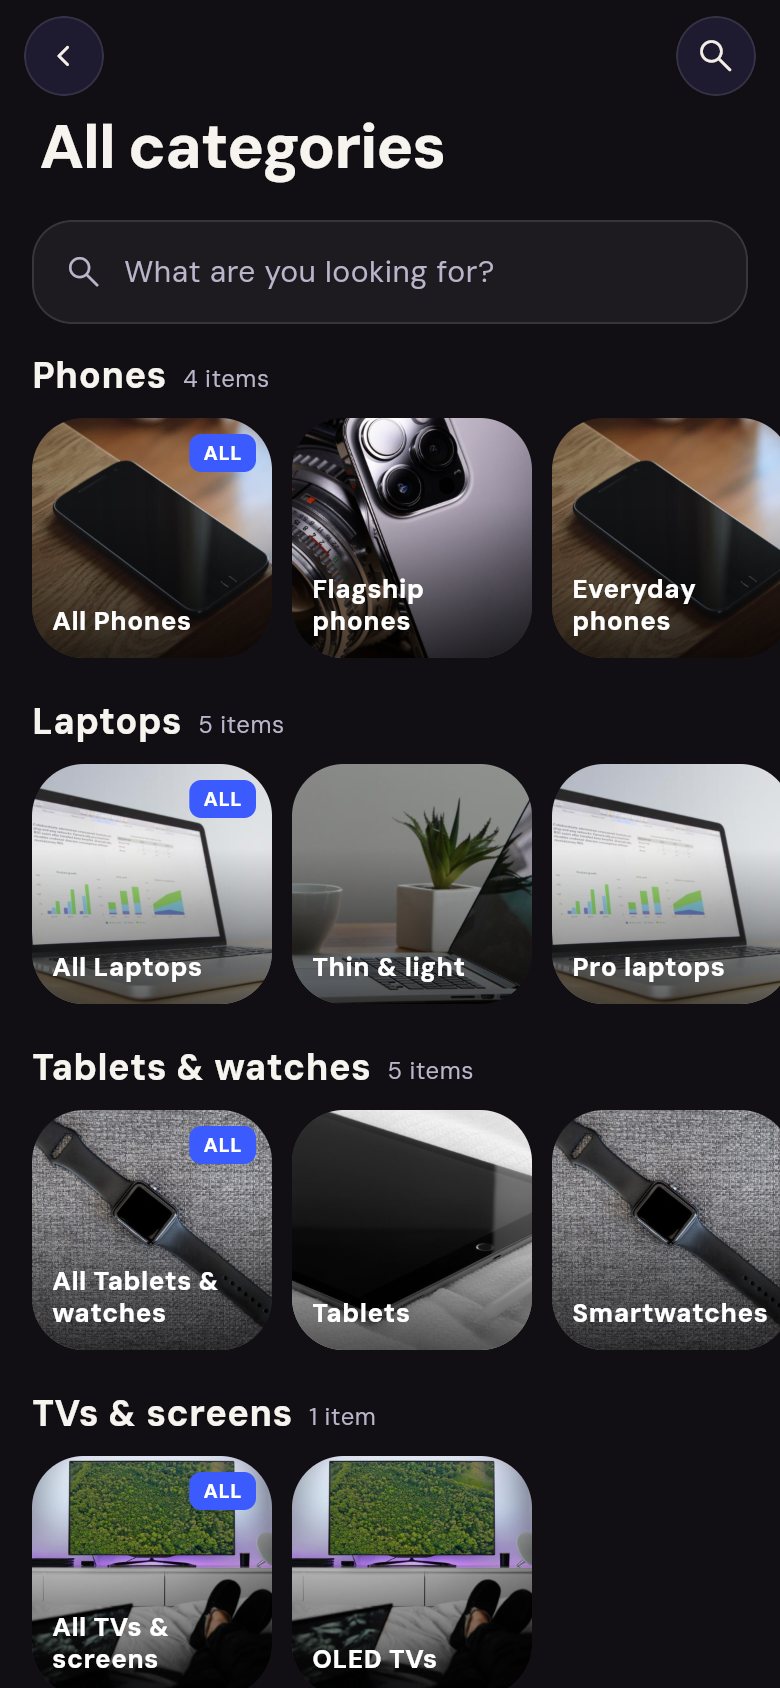 All categories
What are you looking for?
Phones 4 items
ALL
All Phones
Flagship
phones
Everyday
phones
Laptops 5 items
ALL
All Laptops
Thin & light
Pro laptops
Tablets & watches 5 items
ALL
All Tablets &
watches
Tablets
Smartwatches
TVs & screens 1 item
ALL
All TVs &
screens
OLED TVs